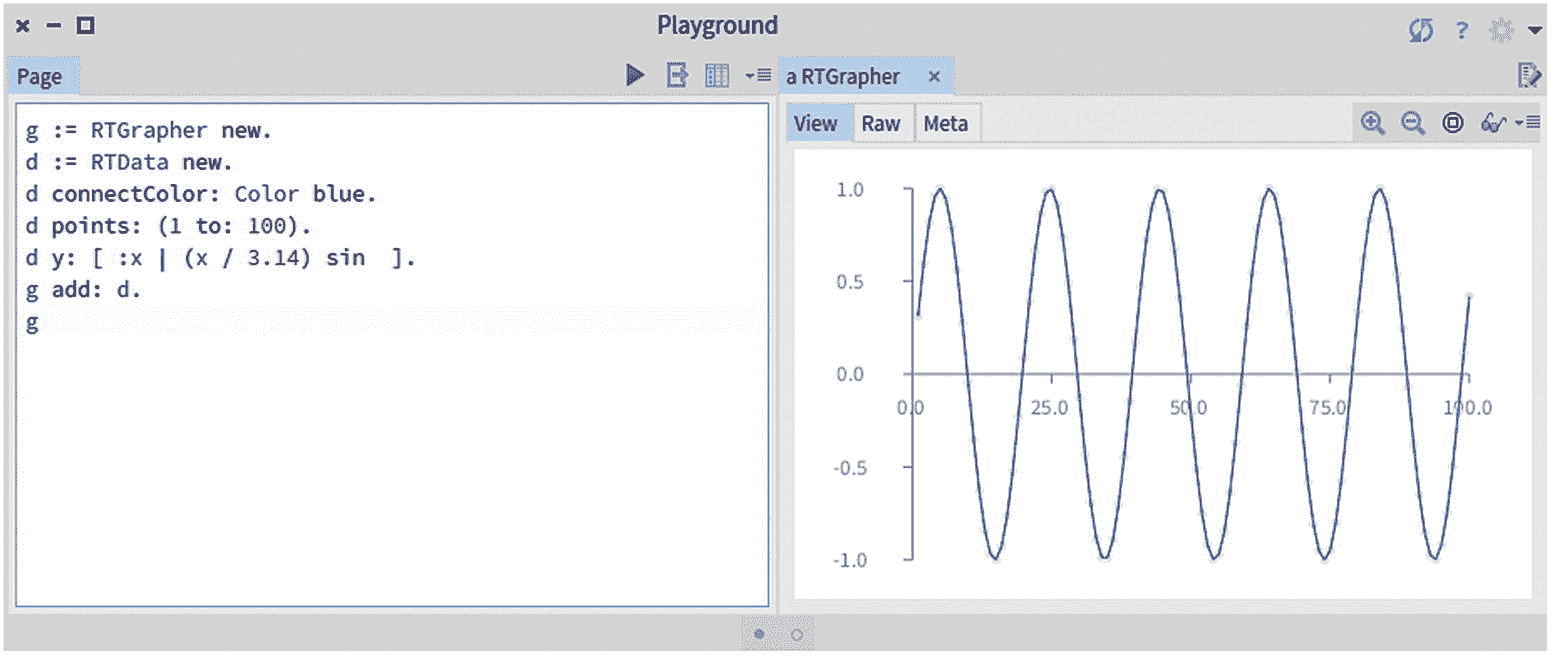 Playground
?
Page
a RTGrapher ×
g := RTGrapher new.
d := RTData new.
d connectColor: Color blue.
d points: (1 to: 100).
d y: [ :x | (x / 3.14) sin  ].
g add: d.
g
View Raw Meta
1.0
0.5
0.0
0.0 25.0 50.0 75.0 100.0
-0.5
-1.0